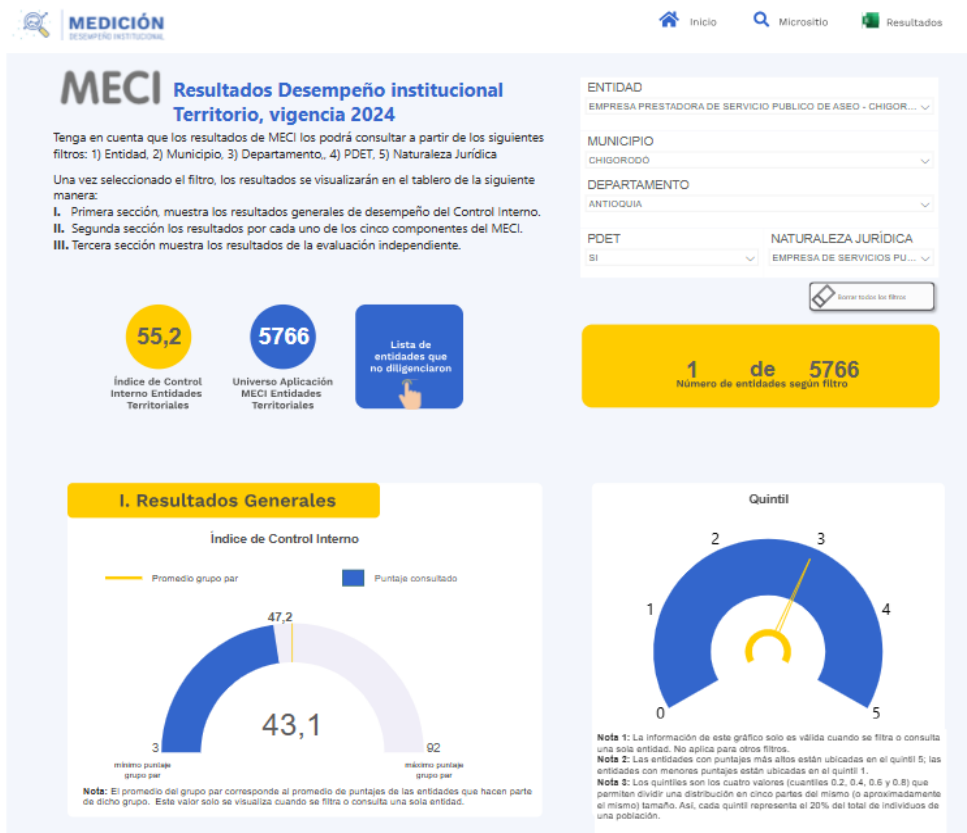 MEDICIÓN
DESEMPEÑO INSTITUCIONAL
Inicio
Micrositio
Resultados
MECI
Resultados Desempeño institucional
Territorio, vigencia 2024
Tenga en cuenta que los resultados de MECI los podrá consultar a partir de los siguientes
filtros: 1) Entidad, 2) Municipio, 3) Departamento,, 4) PDET, 5) Naturaleza Jurídica
Una vez seleccionado el filtro, los resultados se visualizarán en el tablero de la siguiente
manera:
I. Primera sección, muestra los resultados generales de desempeño del Control Interno.
II. Segunda sección los resultados por cada uno de los cinco componentes del MECI.
III. Tercera sección muestra los resultados de la evaluación independiente.
ENTIDAD
EMPRESA PRESTADORA DE SERVICIO PUBLICO DE ASEO - CHIGOR...
MUNICIPIO
CHIGORODÓ
DEPARTAMENTO
ANTIOQUIA
PDET
SI
NATURALEZA JURÍDICA
EMPRESA DE SERVICIOS PU...
Borrar todos los filtros
55,2
Índice de Control
Interno Entidades
Territoriales
5766
Universo Aplicación
MECI Entidades
Territoriales
Lista de
entidades que
no diligenciaron
1 de 5766
Número de entidades según filtro
I. Resultados Generales
Índice de Control Interno
Promedio grupo par
Puntaje consultado
47,2
43,1
3
mínimo puntaje
grupo par
92
máximo puntaje
grupo par
Nota: El promedio del grupo par corresponde al promedio de puntajes de las entidades que hacen parte
de dicho grupo. Este valor solo se visualiza cuando se filtra o consulta una sola entidad.
Quintil
2
3
1
4
0
5
Nota 1: La información de este gráfico solo es válida cuando se filtra o consulta
una sola entidad. No aplica para otros filtros.
Nota 2: Las entidades con puntajes más altos están ubicadas en el quintil 5; las
entidades con menores puntajes están ubicadas en el quintil 1.
Nota 3: Los quintiles son los cuatro valores (cuantiles 0.2, 0.4, 0.6 y 0.8) que
permiten dividir una distribución en cinco partes del mismo (o aproximadamente
el mismo) tamaño. Así, cada quintil representa el 20% del total de individuos de
una población.